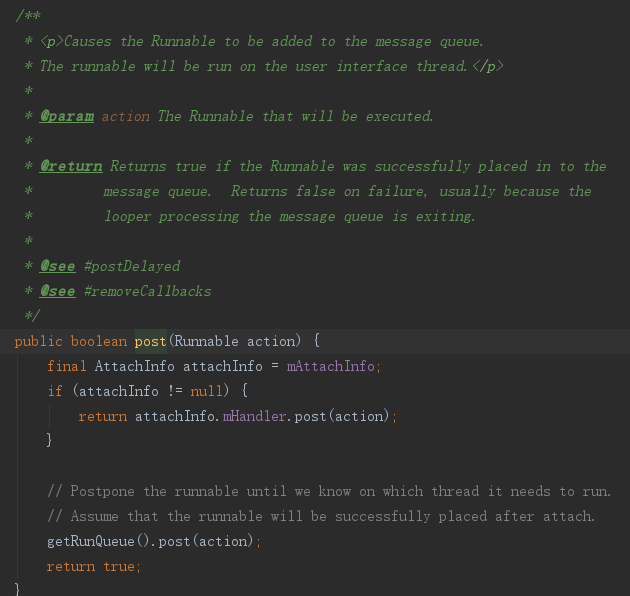 /**
 * <p>Causes the Runnable to be added to the message queue.
 * The runnable will be run on the user interface thread.</p>
 *
 * @param action The Runnable that will be executed.
 *
 * @return Returns true if the Runnable was successfully placed in to the
 *         message queue.  Returns false on failure, usually because the
 *         looper processing the message queue is exiting.
 *
 * @see #postDelayed
 * @see #removeCallbacks
 */
public boolean post(Runnable action) {
    final AttachInfo attachInfo = mAttachInfo;
    if (attachInfo != null) {
        return attachInfo.mHandler.post(action);
    }

    // Postpone the runnable until we know on which thread it needs to run.
    // Assume that the runnable will be successfully placed after attach.
    getRunQueue().post(action);
    return true;
}